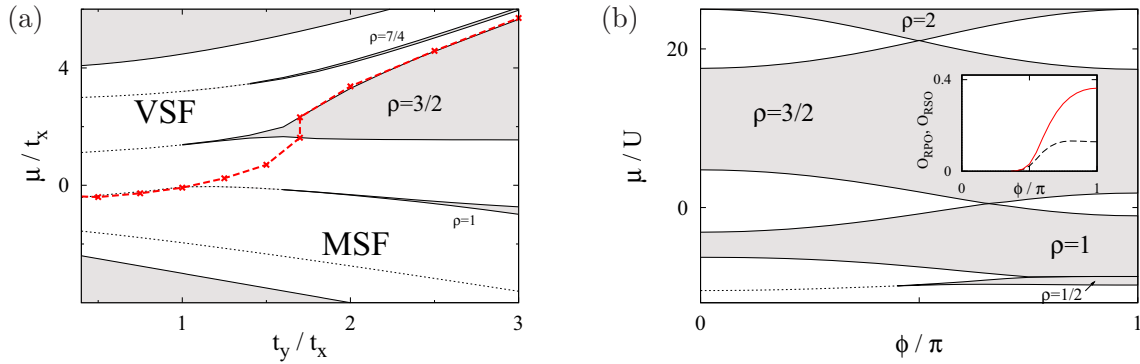 (a)
μ / t_x
4
0
VSF
MSF
ρ=7/4
ρ=3/2
ρ=1
1
2
3
t_y / t_x
(b)
μ / U
20
0
ρ=2
ρ=3/2
ρ=1
ρ=1/2
O_RPO, O_RSO
0.4
0
0
ϕ / π
1
0
1
ϕ / π